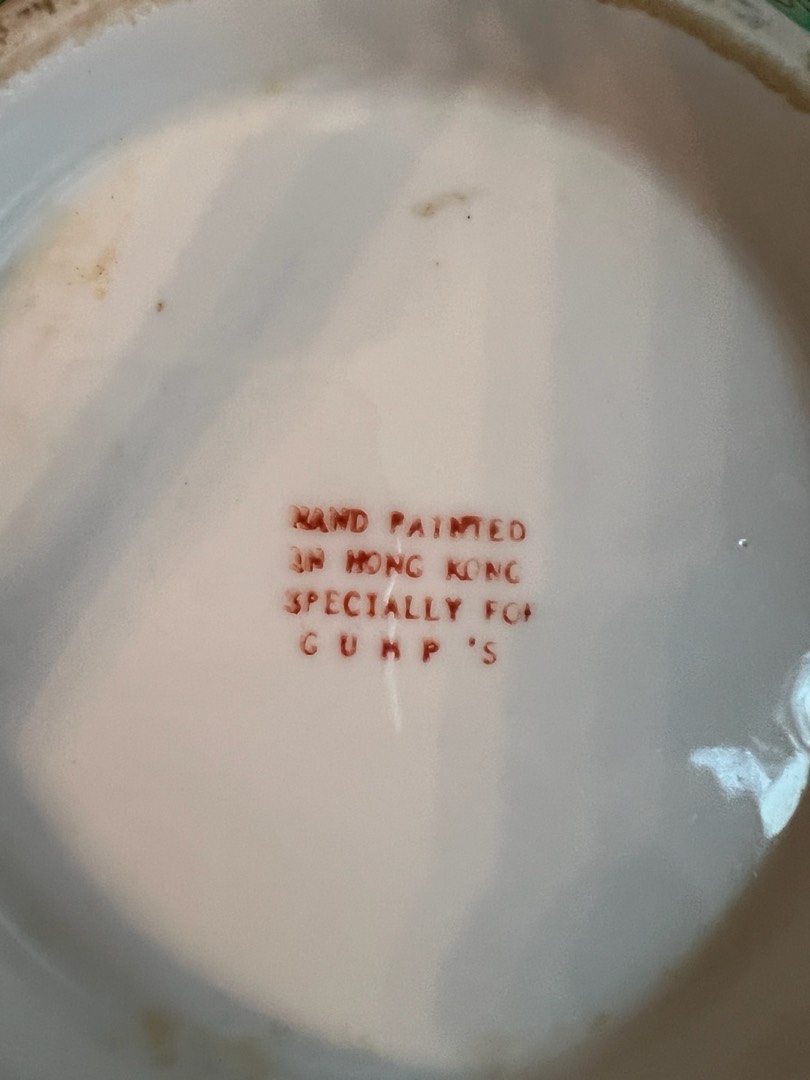 HAND PAINTED
IN HONG KONG
SPECIALLY FOR
GUMP'S